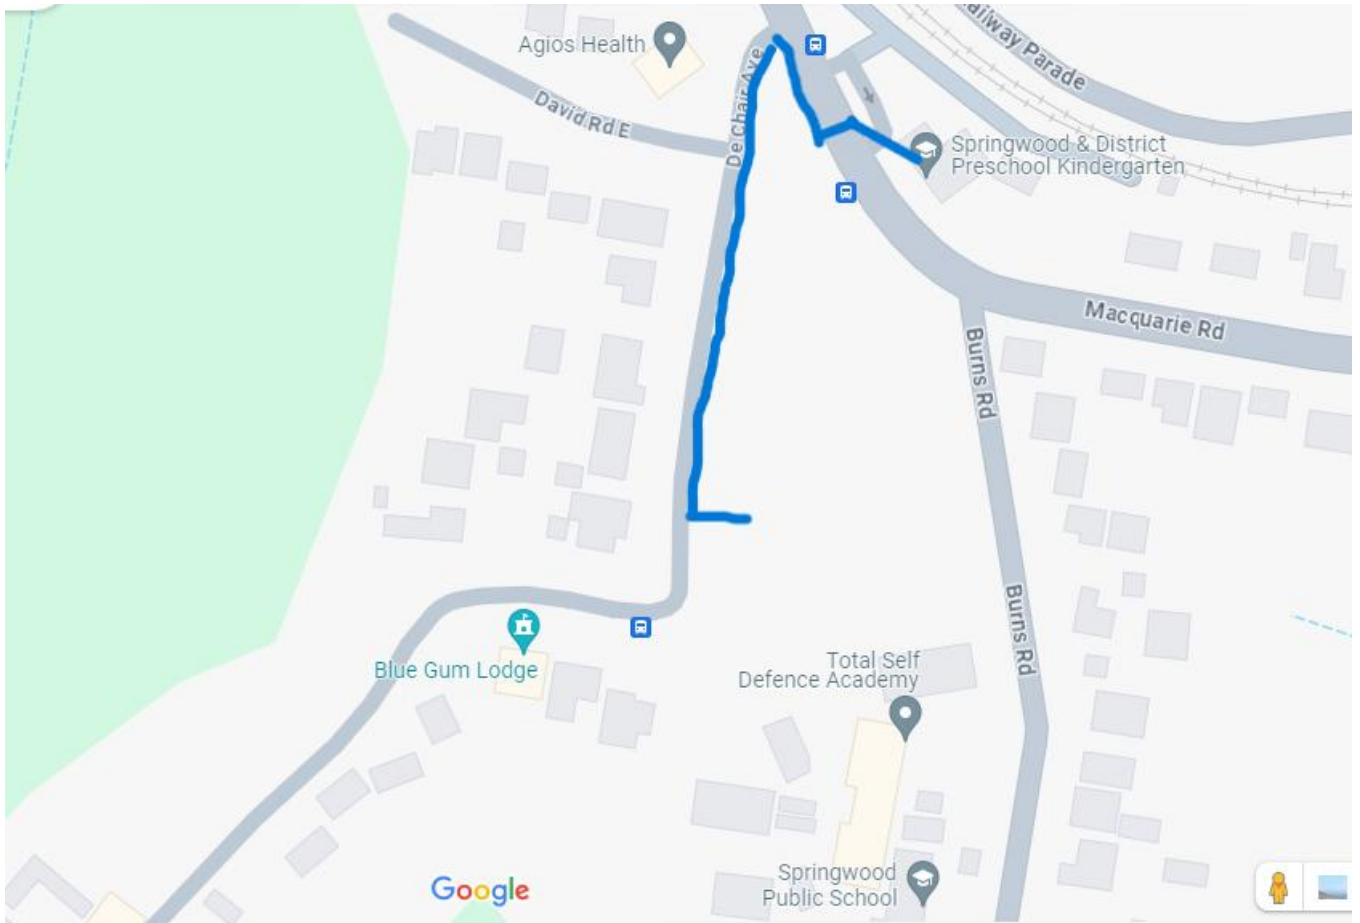 Agios Health
De Chair Ave
David Rd E
Railway Parade
Springwood & District
Preschool Kindergarten
Macquarie Rd
Burns Rd
Burns Rd
Blue Gum Lodge
Total Self
Defence Academy
Springwood
Public School
Google